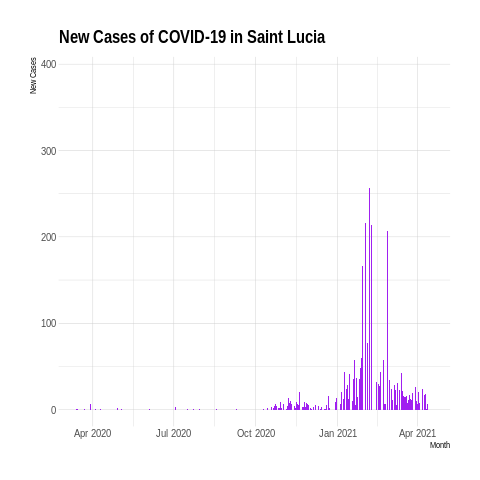 New Cases of COVID-19 in Saint Lucia
New Cases
400
300
200
100
0
Apr 2020
Jul 2020
Oct 2020
Jan 2021
Apr 2021
Month